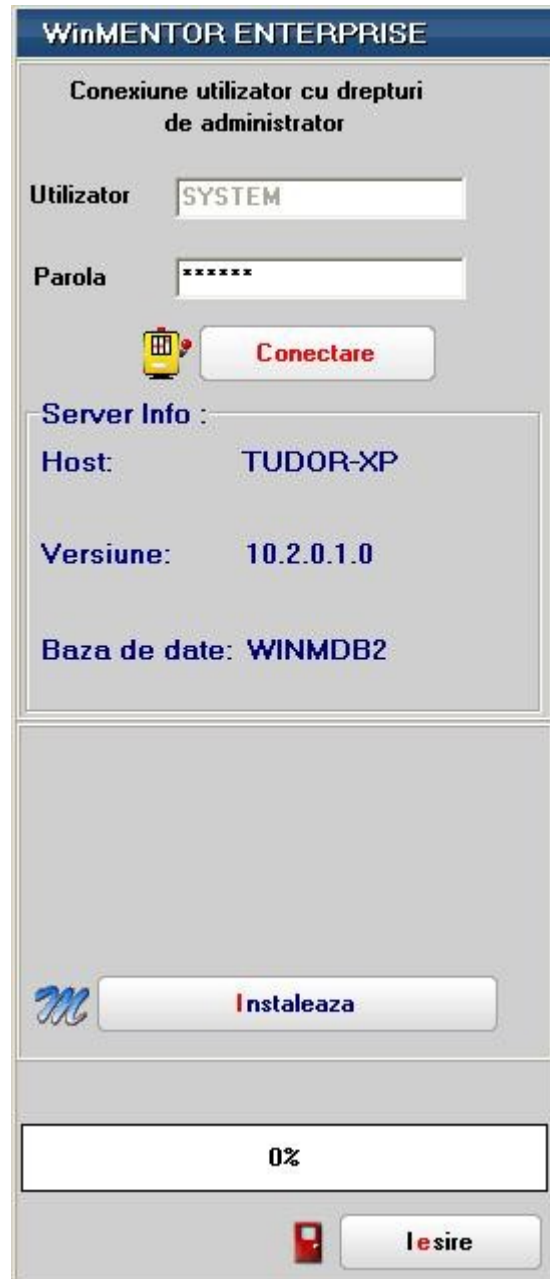 WinMENTOR ENTERPRISE
Conexiune utilizator cu drepturi
de administrator
Utilizator SYSTEM
Parola ******
Conectare
Server Info :
Host: TUDOR-XP
Versiune: 10.2.0.1.0
Baza de date: WINMDB2
Instaleaza
0%
Iesire